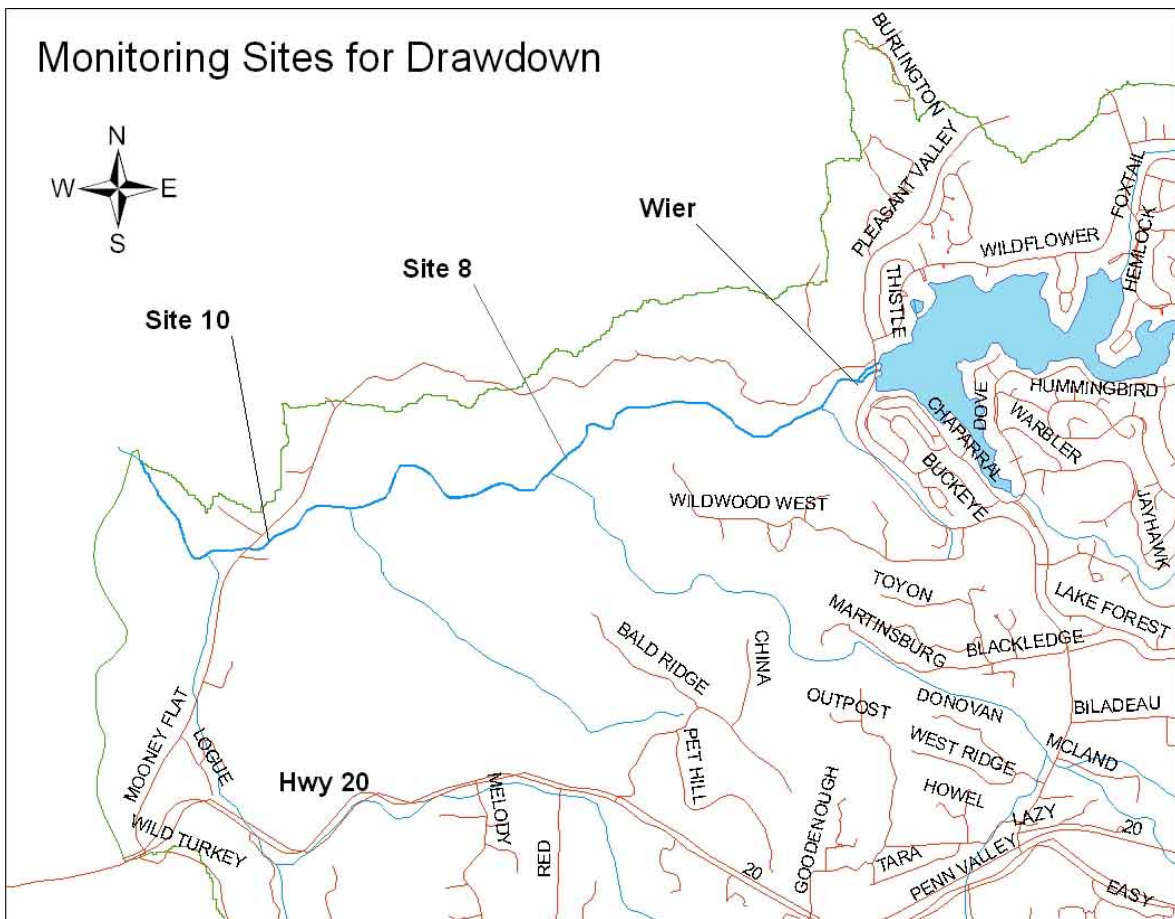 Monitoring Sites for Drawdown
N
W E
S
BURLINGTON
PLEASANT VALLEY
FOXTAIL
HEMLOCK
Wier
WILDFLOWER
Site 8
THISTLE
Site 10
HUMMINGBIRD
DOVE
CHAPARRAL
WARBLER
BUCKEYE
JAYHAWK
WILDWOOD WEST
TOYON
LAKE FOREST
MARTINSBURG
BLACKLEDGE
BALD RIDGE
CHINA
OUTPOST
DONOVAN
BILADEAU
MOONEY FLAT
LOGUE
PET HILL
WEST RIDGE
MCLAND
Hwy 20
MELODY
HOWEL
LAZY
20
WILD TURKEY
RED
GOODENOUGH
TARA
PENN VALLEY
20
EASY